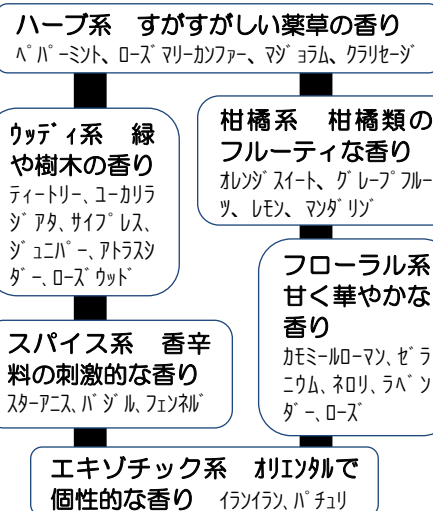 ハーブ系　すがすがしい薬草の香り
ﾍﾟﾊﾟｰﾐﾝﾄ、ﾛｰｽﾞﾏﾘｰｶﾝﾌｧｰ、ﾏｼﾞｮﾗﾑ、ｸﾗﾘｾｰｼﾞ
ｳｯﾃﾞｨ系　緑
や樹木の香り
ﾃｨｰﾄﾘｰ、ﾕｰｶﾘﾗ
ｼﾞｱﾀ、ｻｲﾌﾟﾚｽ、
ｼﾞｭﾆﾊﾟｰ、ｱﾄﾗｽｼ
ﾀﾞｰ、ﾛｰｽﾞｳｯﾄﾞ
柑橘系　柑橘類の
フルーティな香り
ｵﾚﾝｼﾞｽｲｰﾄ、ｸﾞﾚｰﾌﾟﾌﾙｰ
ﾂ、ﾚﾓﾝ、ﾏﾝﾀﾞﾘﾝﾞ
フローラル系
甘く華やかな
香り
ｶﾓﾐｰﾙﾛｰﾏﾝ、ｾﾞﾗ
ﾆｳﾑ、ﾈﾛﾘ、ﾗﾍﾞﾝ
ﾀﾞｰ、ﾛｰｽﾞ
スパイス系　香辛
料の刺激的な香り
ｽﾀｰｱﾆｽ、ﾊﾞｼﾞﾙ、ﾌｪﾝﾈﾙ
エキゾチック系　ｵﾘｴﾝﾀﾙで
個性的な香り　ｲﾗﾝｲﾗﾝ、ﾊﾟﾁｭﾘ